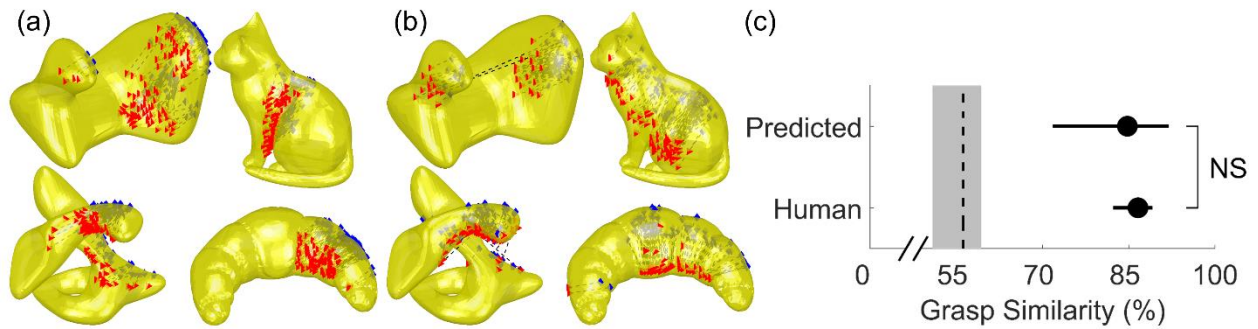 (a)
(b)
(c)
Predicted
Human
NS
0 55 70 85 100
Grasp Similarity (%)